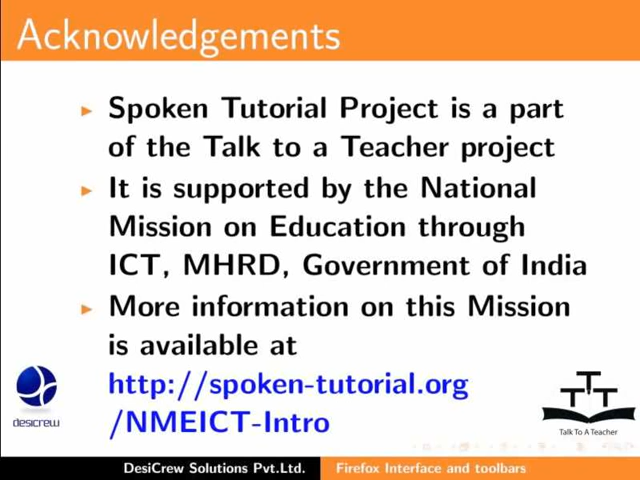 Acknowledgements
Spoken Tutorial Project is a part
of the Talk to a Teacher project
It is supported by the National
Mission on Education through
ICT, MHRD, Government of India
More information on this Mission
is available at
http://spoken-tutorial.org
/NMEICT-Intro
desicrew
TTT
Talk To A Teacher
DesiCrew Solutions Pvt.Ltd.
Firefox Interface and toolbars